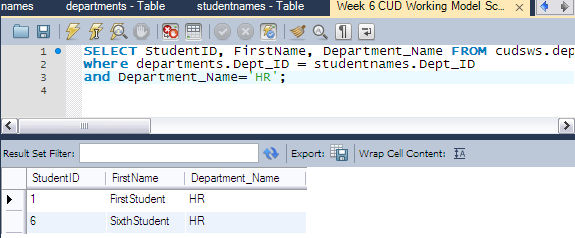 names departments - Table studentnames - Table Week 6 CUD Working Model Sc...
1 SELECT StudentID, FirstName, Department_Name FROM cudsws.dep
2 where departments.Dept_ID = studentnames.Dept_ID
3 and Department_Name='HR';
4
Result Set Filter: Export: Wrap Cell Content:
StudentID FirstName Department_Name
1 FirstStudent HR
6 SixthStudent HR